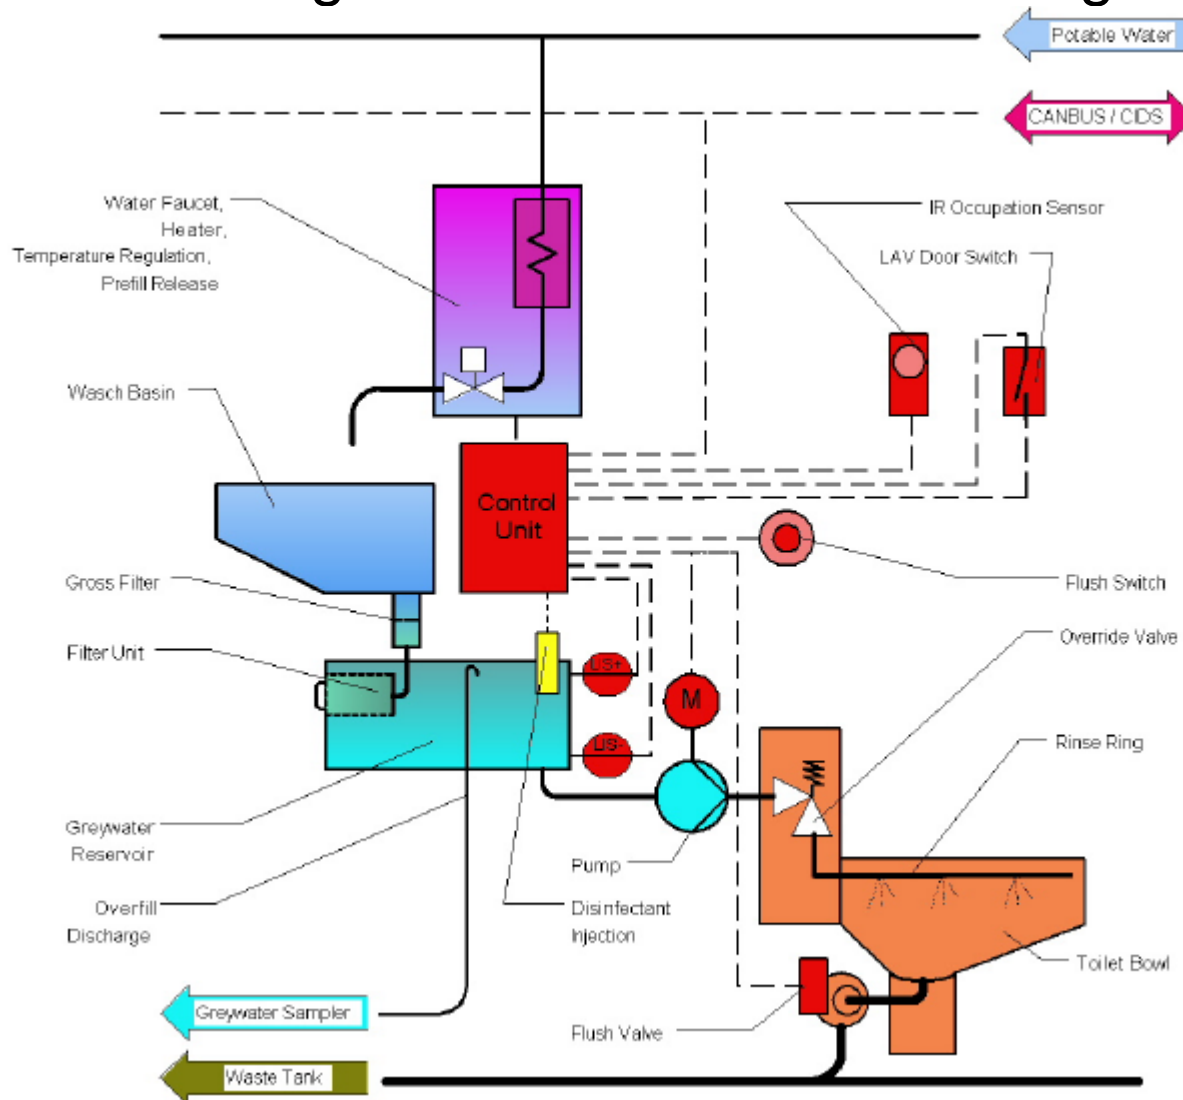 Potable Water
CANBUS / CIDS
Water Faucet,
Heater,
Temperature Regulation,
Prefill Release
IR Occupation Sensor
LAV Door Switch
Wasch Basin
Control
Unit
Gross Filter
Flush Switch
Filter Unit
Override Valve
LIS+
M
LIS-
Rinse Ring
Greywater
Reservoir
Pump
Overfill
Discharge
Disinfectant
Injection
Toilet Bowl
Greywater Sampler
Flush Valve
Waste Tank